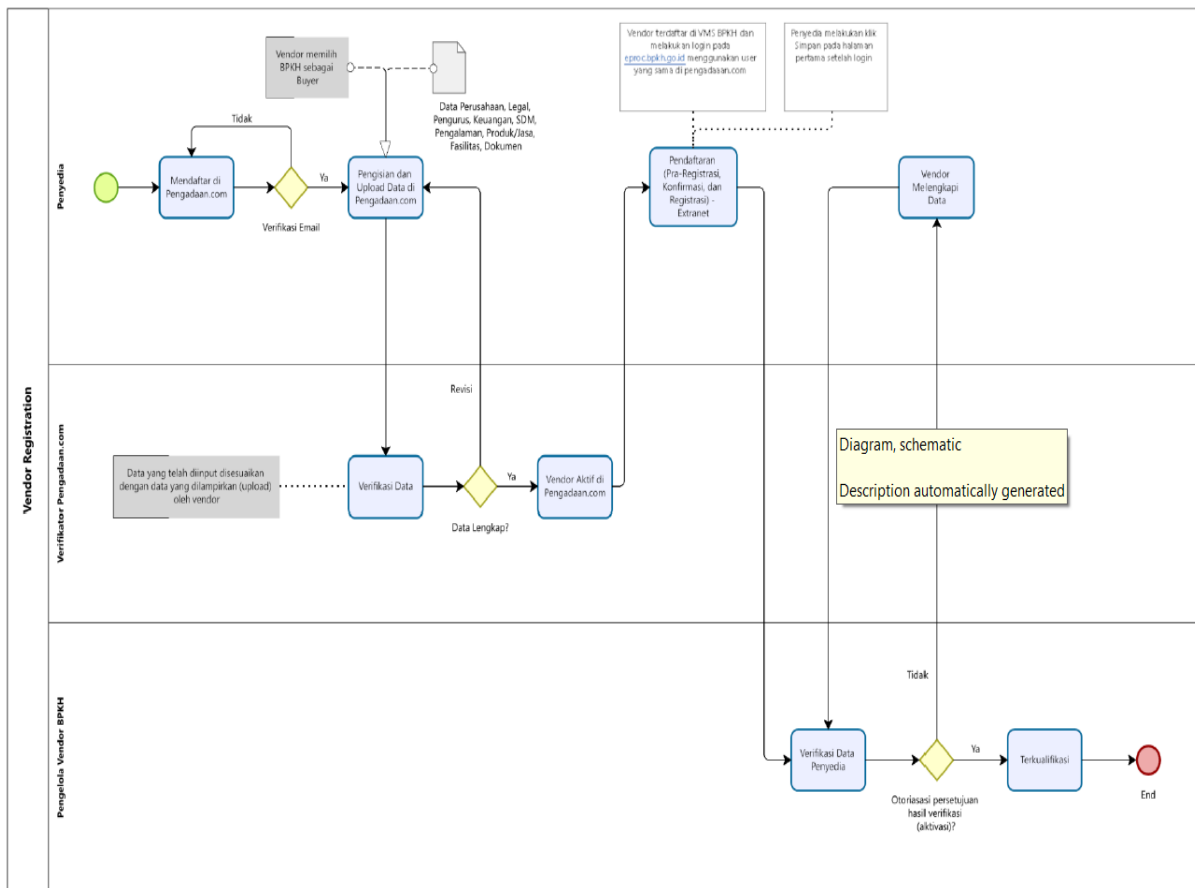 Vendor Registration
Penyedia
Vendor memilih
BPKH sebagai
Buyer
Data Perusahaan, Legal,
Pengurus, Keuangan, SDM,
Pengalaman, Produk/Jasa,
Fasilitas, Dokumen
Vendor terdaftar di VMS BPKH dan
melakukan login pada
eproc.bpkh.go.id menggunakan user
yang sama di pengadaaan.com
Penyedia melakukan klik
Simpan pada halaman
pertama setelah login
Tidak
Mendaftar di
Pengadaan.com
Verifikasi Email
Ya
Pengisian dan
Upload Data di
Pengadaan.com
Pendaftaran
(Pra-Registrasi,
Konfirmasi, dan
Registrasi) -
Extranet
Vendor
Melengkapi
Data
Verifikator Pengadaan.com
Revisi
Data yang telah diinput disesuaikan
dengan data yang dilampirkan (upload)
oleh vendor
Verifikasi Data
Data Lengkap?
Ya
Vendor Aktif di
Pengadaan.com
Diagram, schematic
Description automatically generated
Pengelola Vendor BPKH
Tidak
Verifikasi Data
Penyedia
Otoriasasi persetujuan
hasill verifikasi
(aktivasi)?
Ya
Terkualifikasi
End